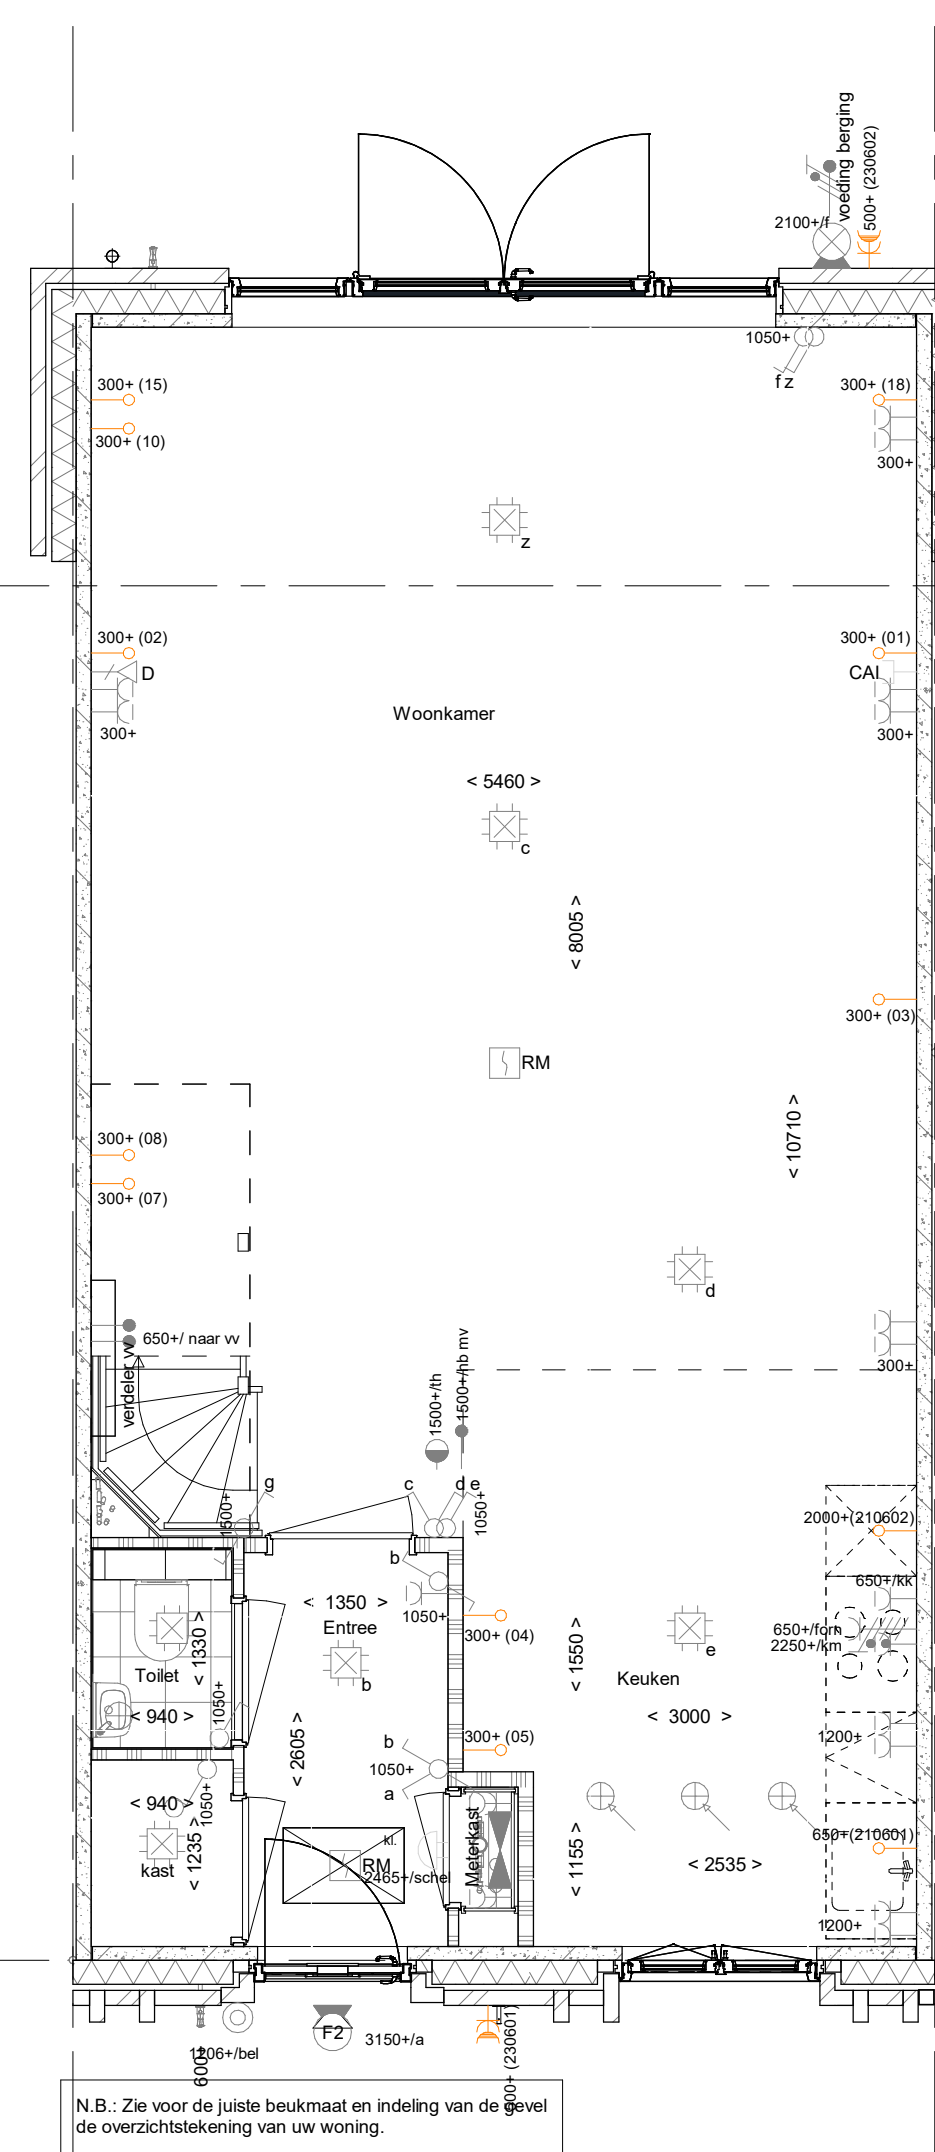 voeding berging
500+ (230602)
2100+/f
1050+
f z
300+ (15)
300+ (18)
300+ (10)
300+
z
300+ (02)
300+ (01)
D
CAI
300+
300+
Woonkamer
< 5460 >
c
< 8005 >
300+ (03)
RM
< 10710 >
300+ (08)
300+ (07)
d
650+/ naar vv
verdeler vv
1500+/th
1500+/hb mv
300+
g
c
d e
1500+
1050+
2000+(210602)
b
650+/kk
< 1350 >
1050+
Entree
300+ (04)
650+/forn
2250+/km
< 1330 >
< 1550 >
e
Toilet
b
Keuken
1050+
< 940 >
< 3000 >
< 2605 >
b
300+ (05)
1200+
1050+
a
< 940 >
1050+
650+(210601)
kl.
kast
< 1235 >
RM
2465+/schel
Meterkast
< 1155 >
< 2535 >
1200+
F2
3150+/a
1206+/bel
600+
600+ (230601)
N.B.: Zie voor de juiste beukmaat en indeling van de gevel
de overzichtstekening van uw woning.